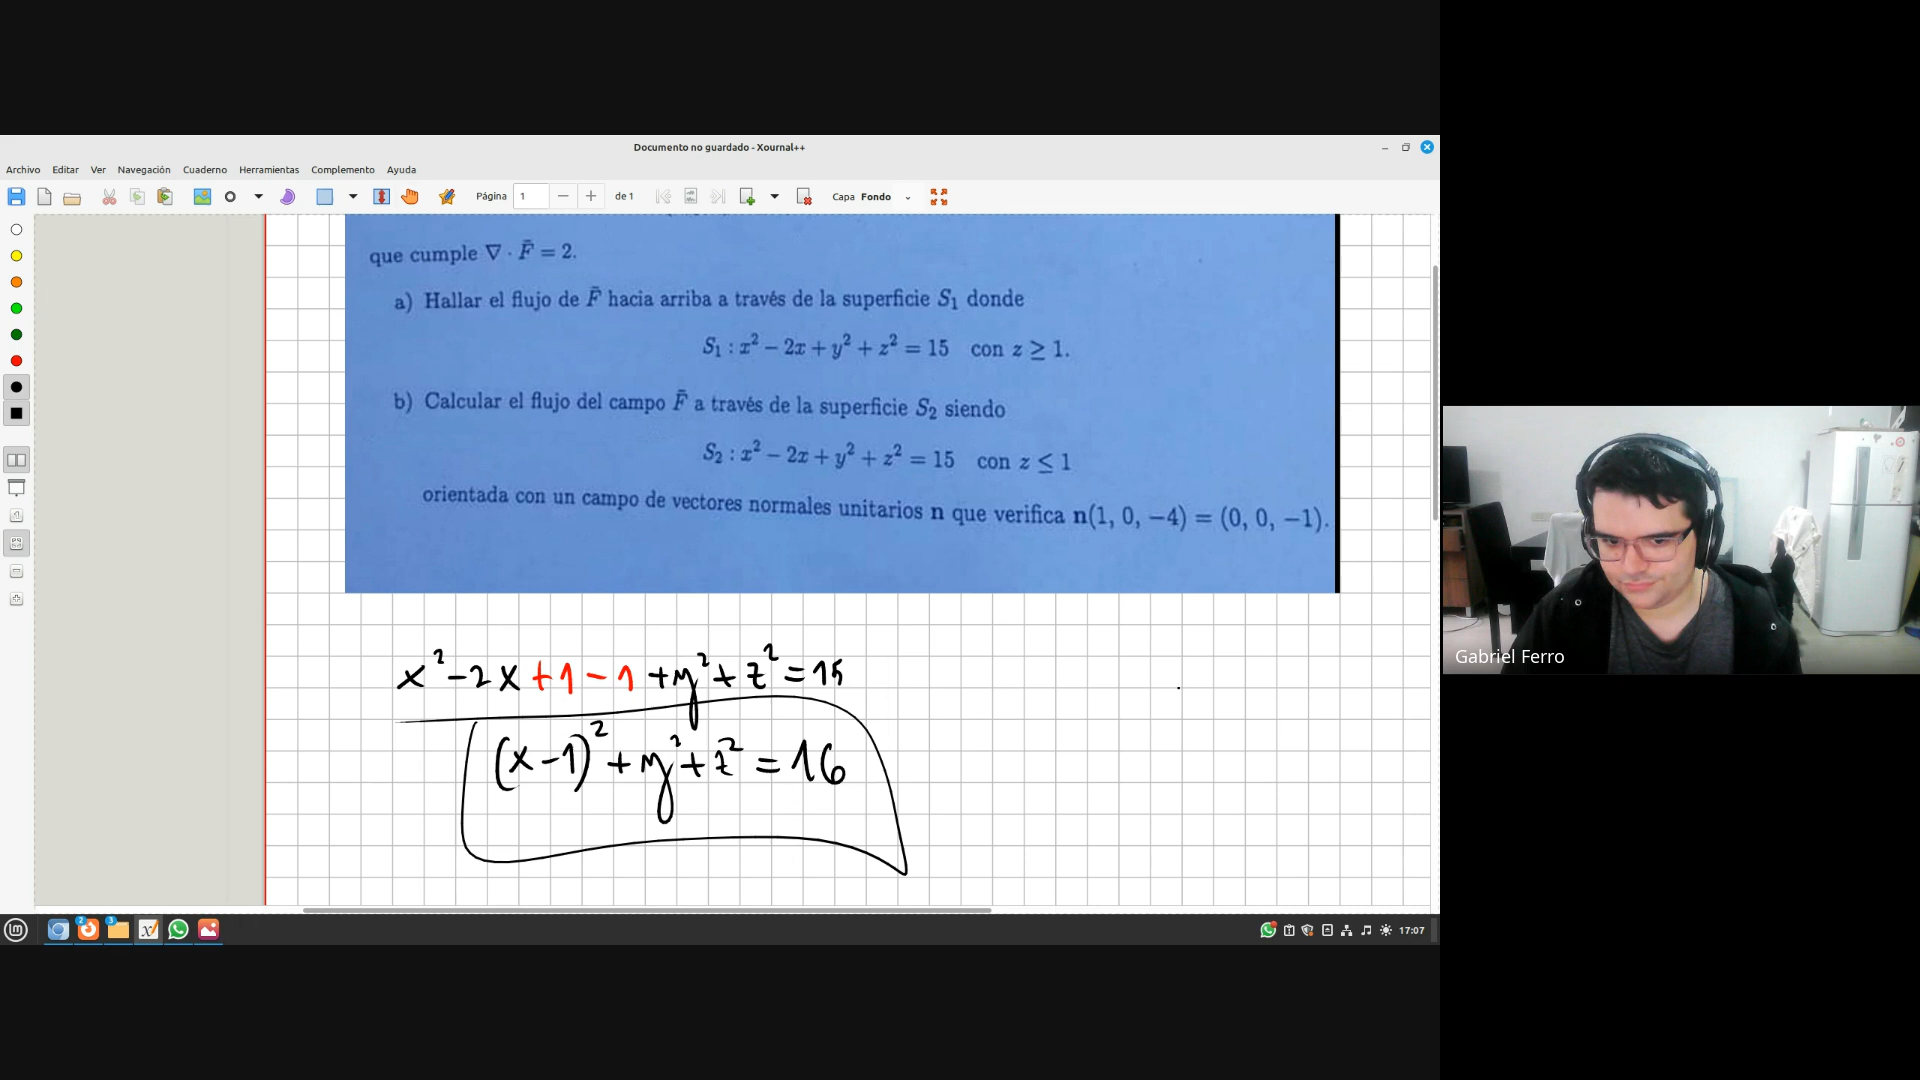 Documento no guardado - Xournal++
Archivo Editar Ver Navegación Cuaderno Herramientas Complemento Ayuda
Página 1 de 1 Capa Fondo
que cumple ∇ · F̄ = 2.
a) Hallar el flujo de F̄ hacia arriba a través de la superficie S₁ donde
S₁ : x² − 2x + y² + z² = 15 con z ≥ 1.
b) Calcular el flujo del campo F̄ a través de la superficie S₂ siendo
S₂ : x² − 2x + y² + z² = 15 con z ≤ 1
orientada con un campo de vectores normales unitarios n que verifica n(1, 0, −4) = (0, 0, −1).
x² − 2x + 1 − 1 + y² + z² = 15
(x − 1)² + y² + z² = 16
Gabriel Ferro
2 3 17:07